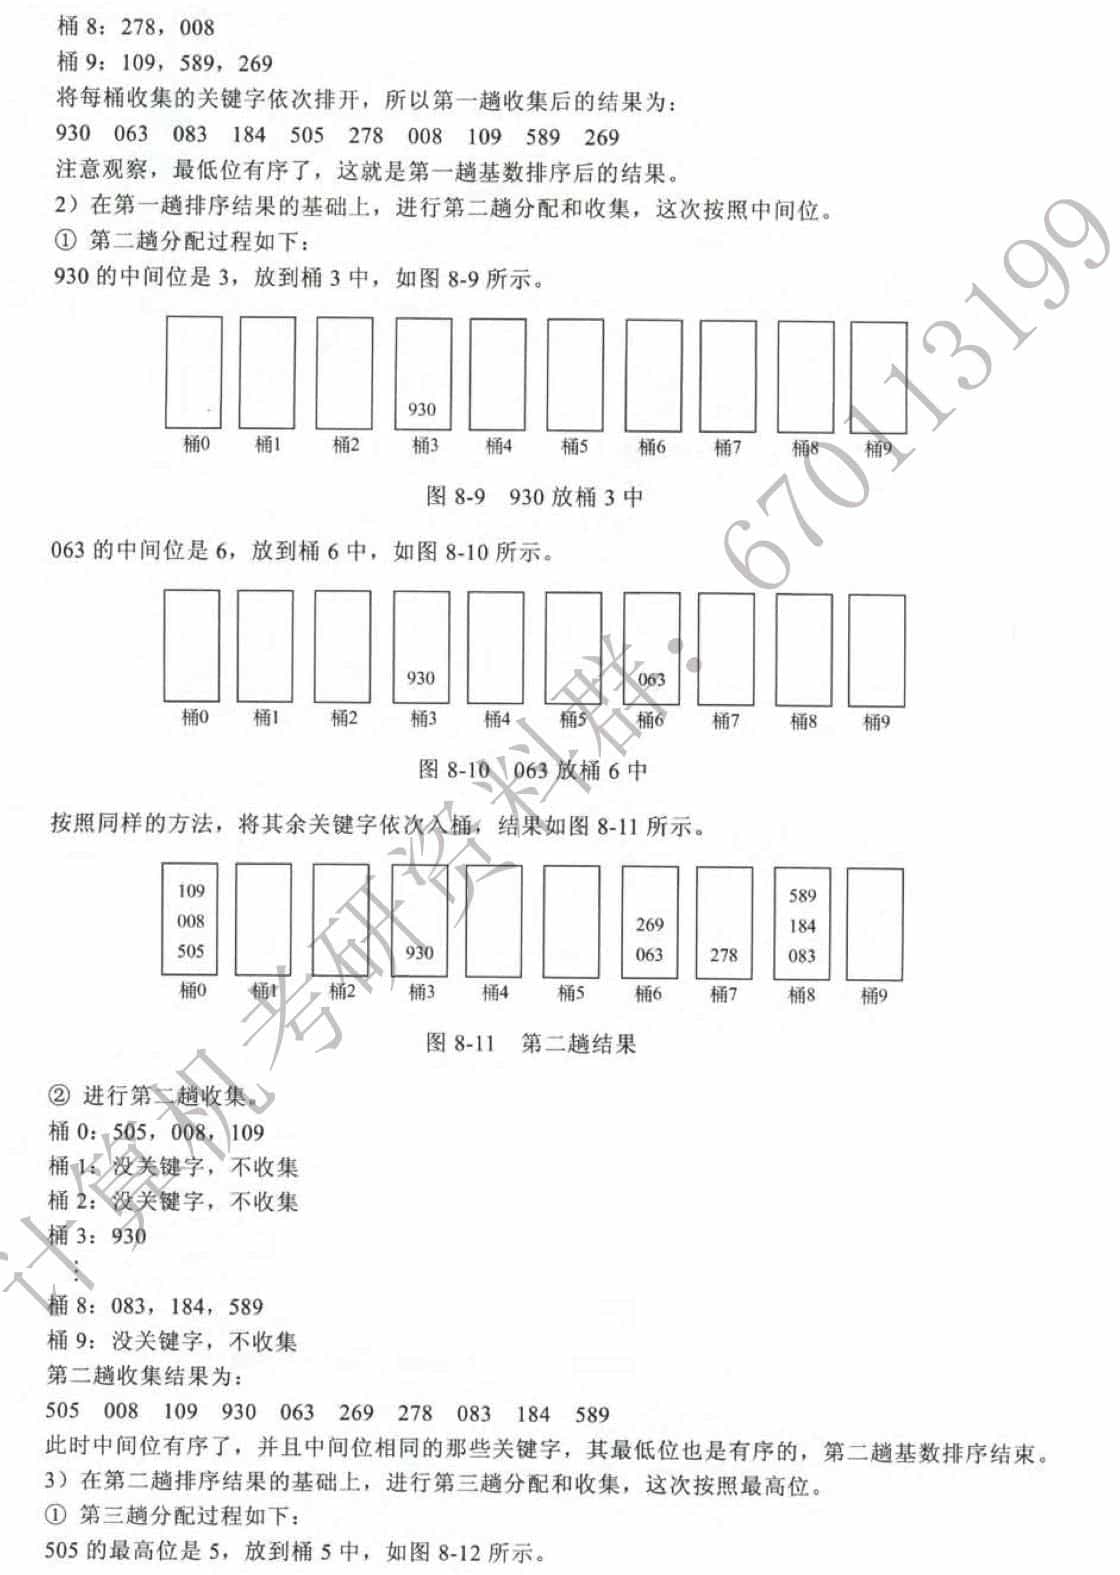 桶 8：278，008
桶 9：109，589，269
将每桶收集的关键字依次排开，所以第一趟收集后的结果为：
930 063 083 184 505 278 008 109 589 269
注意观察，最低位有序了，这就是第一趟基数排序后的结果。
2）在第一趟排序结果的基础上，进行第二趟分配和收集，这次按照中间位。
① 第二趟分配过程如下：
930 的中间位是 3，放到桶 3 中，如图 8-9 所示。
930
桶0 桶1 桶2 桶3 桶4 桶5 桶6 桶7 桶8 桶9
图 8-9 930 放桶 3 中
063 的中间位是 6，放到桶 6 中，如图 8-10 所示。
930 063
桶0 桶1 桶2 桶3 桶4 桶5 桶6 桶7 桶8 桶9
图 8-10 063 放桶 6 中
按照同样的方法，将其余关键字依次入桶，结果如图 8-11 所示。
109 589
008 269 184
505 930 063 278 083
桶0 桶1 桶2 桶3 桶4 桶5 桶6 桶7 桶8 桶9
图 8-11 第二趟结果
② 进行第二趟收集。
桶 0：505，008，109
桶 1：没关键字，不收集
桶 2：没关键字，不收集
桶 3：930
⋮
桶 8：083，184，589
桶 9：没关键字，不收集
第二趟收集结果为：
505 008 109 930 063 269 278 083 184 589
此时中间位有序了，并且中间位相同的那些关键字，其最低位也是有序的，第二趟基数排序结束。
3）在第二趟排序结果的基础上，进行第三趟分配和收集，这次按照最高位。
① 第三趟分配过程如下：
505 的最高位是 5，放到桶 5 中，如图 8-12 所示。
计算机考研资料群：670113199